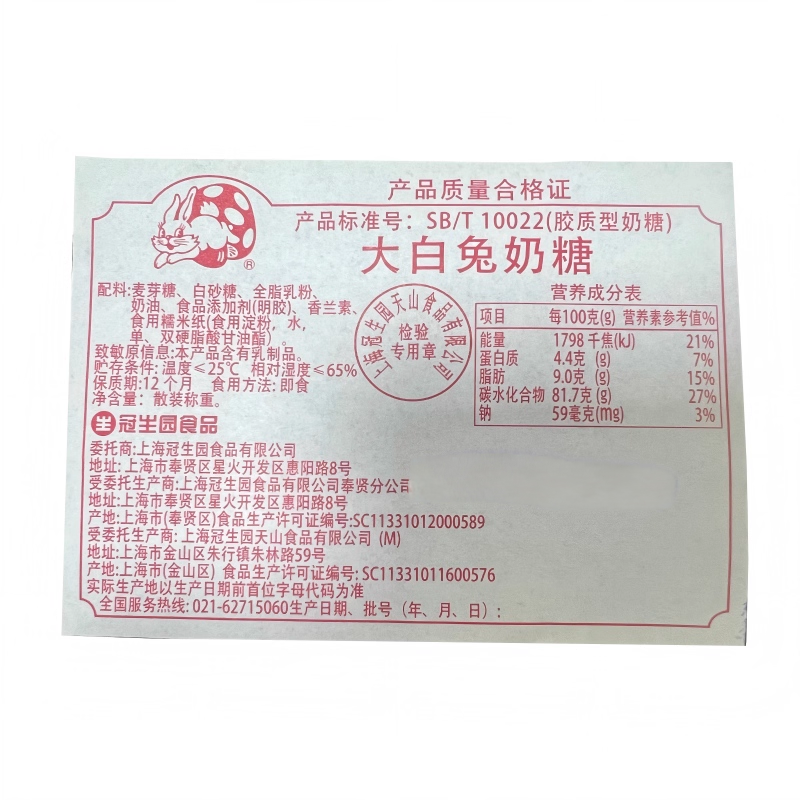 产品质量合格证
产品标准号：SB/T 10022(胶质型奶糖)
大白兔奶糖
®
配料:麦芽糖、白砂糖、全脂乳粉、
奶油、食品添加剂(明胶)、香兰素、
食用糯米纸(食用淀粉，水，
单、双硬脂酸甘油酯) 。
致敏原信息:本产品含有乳制品。
贮存条件: 温度≤25℃ 相对湿度≤65%
保质期:12个月 食用方法: 即食
净含量：散装称重。
上海冠生园天山食品有限公司
检验
专用章
营养成分表
项目 每100克(g) 营养素参考值%
能量 1798 千焦(kJ) 21%
蛋白质 4.4克 (g) 7%
脂肪 9.0克 (g) 15%
碳水化合物 81.7克 (g) 27%
钠 59毫克(mg) 3%
生 冠生园食品
委托商:上海冠生园食品有限公司
地址: 上海市奉贤区星火开发区惠阳路8号
受委托生产商:上海冠生园食品有限公司奉贤分公司
地址:上海市奉贤区星火开发区惠阳路8号
产地:上海市(奉贤区)食品生产许可证编号:SC11331012000589
受委托生产商: 上海冠生园天山食品有限公司 (M)
地址:上海市金山区朱行镇朱林路59号
产地:上海市(金山区) 食品生产许可证编号: SC11331011600576
实际生产地以生产日期前首位字母代码为准
全国服务热线: 021-62715060生产日期、批号（年、月、日）: